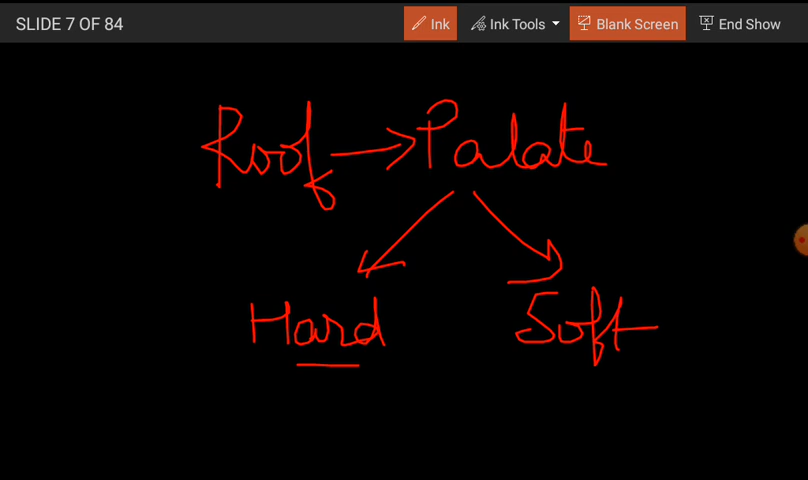 SLIDE 7 OF 84 Ink Ink Tools Blank Screen End Show
Roof → Palate
Hard Soft